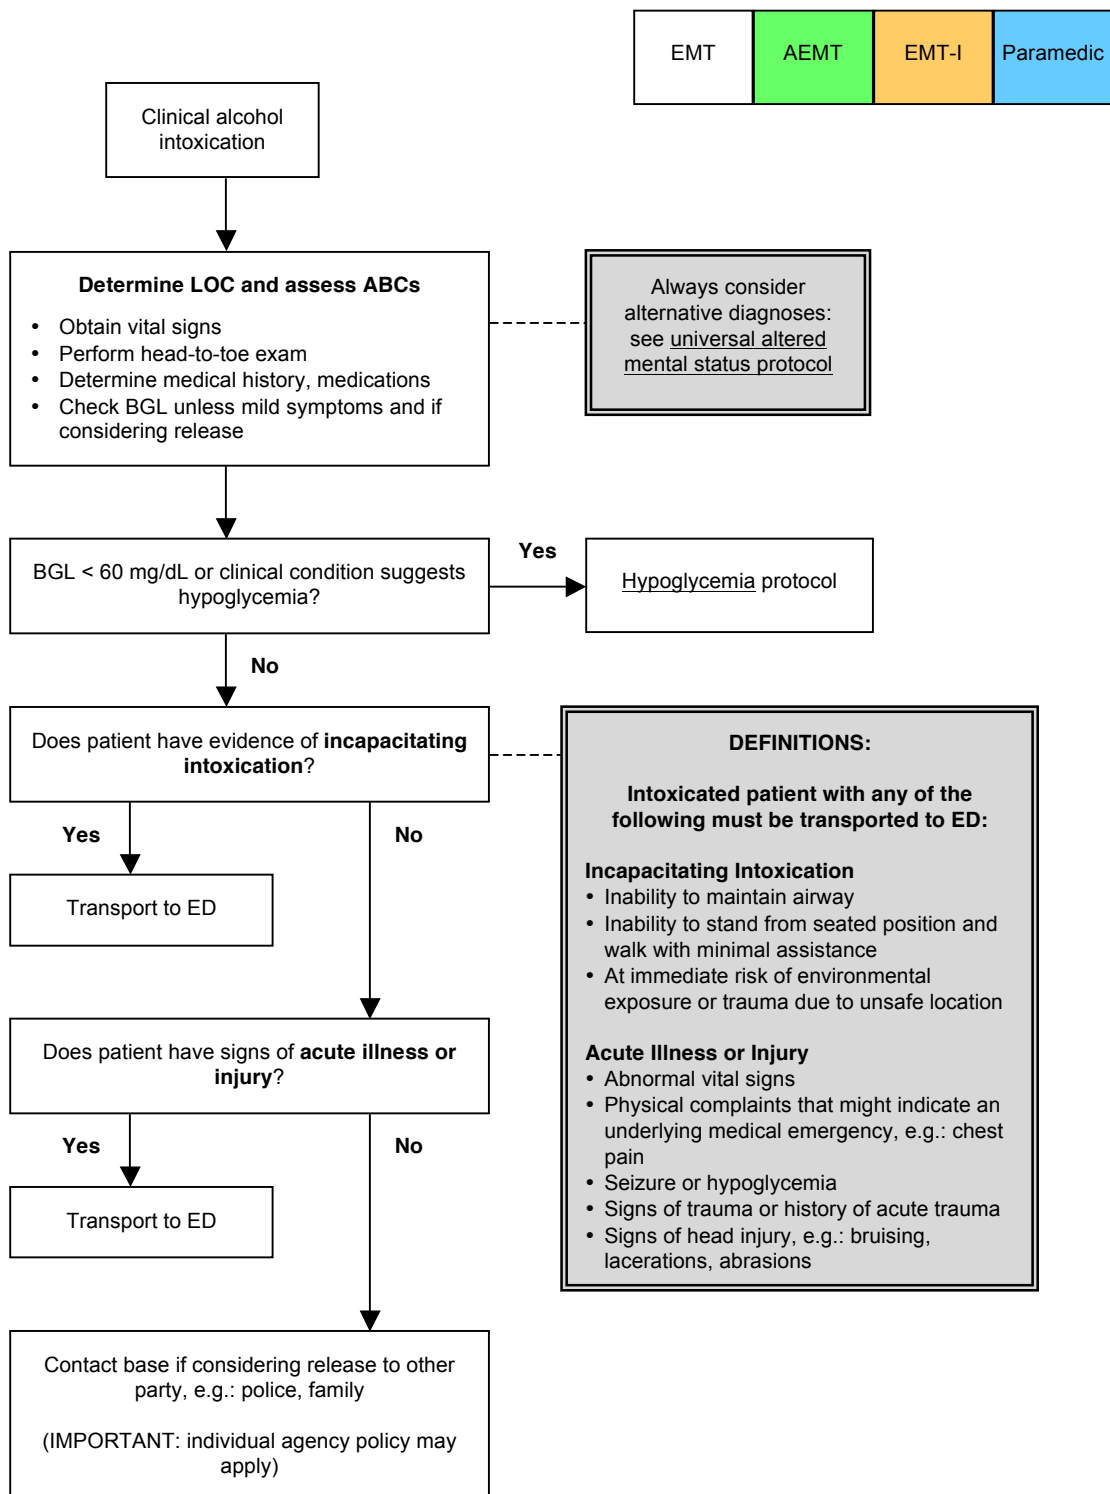 EMT
AEMT
EMT-I
Paramedic
Clinical alcohol
intoxication
Determine LOC and assess ABCs
• Obtain vital signs
• Perform head-to-toe exam
• Determine medical history, medications
• Check BGL unless mild symptoms and if
considering release
Always consider
alternative diagnoses:
see universal altered
mental status protocol
BGL < 60 mg/dL or clinical condition suggests
hypoglycemia?
Yes
Hypoglycemia protocol
No
Does patient have evidence of incapacitating
intoxication?
Yes
No
Transport to ED
DEFINITIONS:
Intoxicated patient with any of the
following must be transported to ED:
Incapacitating Intoxication
• Inability to maintain airway
• Inability to stand from seated position and
walk with minimal assistance
• At immediate risk of environmental
exposure or trauma due to unsafe location
Acute Illness or Injury
• Abnormal vital signs
• Physical complaints that might indicate an
underlying medical emergency, e.g.: chest
pain
• Seizure or hypoglycemia
• Signs of trauma or history of acute trauma
• Signs of head injury, e.g.: bruising,
lacerations, abrasions
Does patient have signs of acute illness or
injury?
Yes
No
Transport to ED
Contact base if considering release to other
party, e.g.: police, family
(IMPORTANT: individual agency policy may
apply)